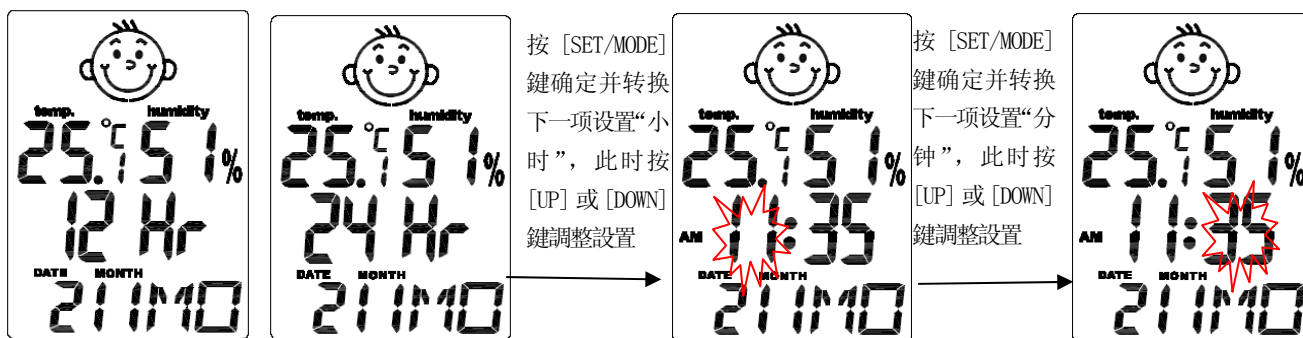 temp. humidity
25.1℃ 51%
12 Hr
DATE MONTH
21 1 MO
temp. humidity
25.1℃ 51%
24 Hr
DATE MONTH
21 1 MO
按 [SET/MODE]
鍵确定并转换
下一项设置“小
时”，此时按
[UP] 或 [DOWN]
鍵調整設置
temp. humidity
25.1℃ 51%
AM 11:35
DATE MONTH
21 1 MO
按 [SET/MODE]
鍵确定并转换
下一项设置“分
钟”，此时按
[UP] 或 [DOWN]
鍵調整設置
temp. humidity
25.1℃ 51%
AM 11:35
DATE MONTH
21 1 MO